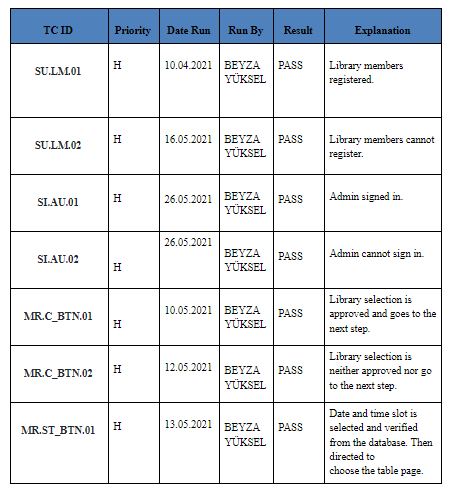 TC ID Priority Date Run Run By Result Explanation
SU.LM.01 H 10.04.2021 BEYZA PASS Library members
YÜKSEL registered.
SU.LM.02 H 16.05.2021 BEYZA PASS Library members cannot
YÜKSEL register.
SI.AU.01 H 26.05.2021 BEYZA PASS Admin signed in.
YÜKSEL
SI.AU.02 H 26.05.2021 BEYZA PASS Admin cannot sign in.
YÜKSEL
MR.C_BTN.01 H 10.05.2021 BEYZA PASS Library selection is
YÜKSEL approved and goes to the
next step.
MR.C_BTN.02 H 12.05.2021 BEYZA PASS Library selection is
YÜKSEL neither approved nor go
to the next step.
MR.ST_BTN.01 H 13.05.2021 BEYZA PASS Date and time slot is
YÜKSEL selected and verified
from the database. Then
directed to
choose the table page.